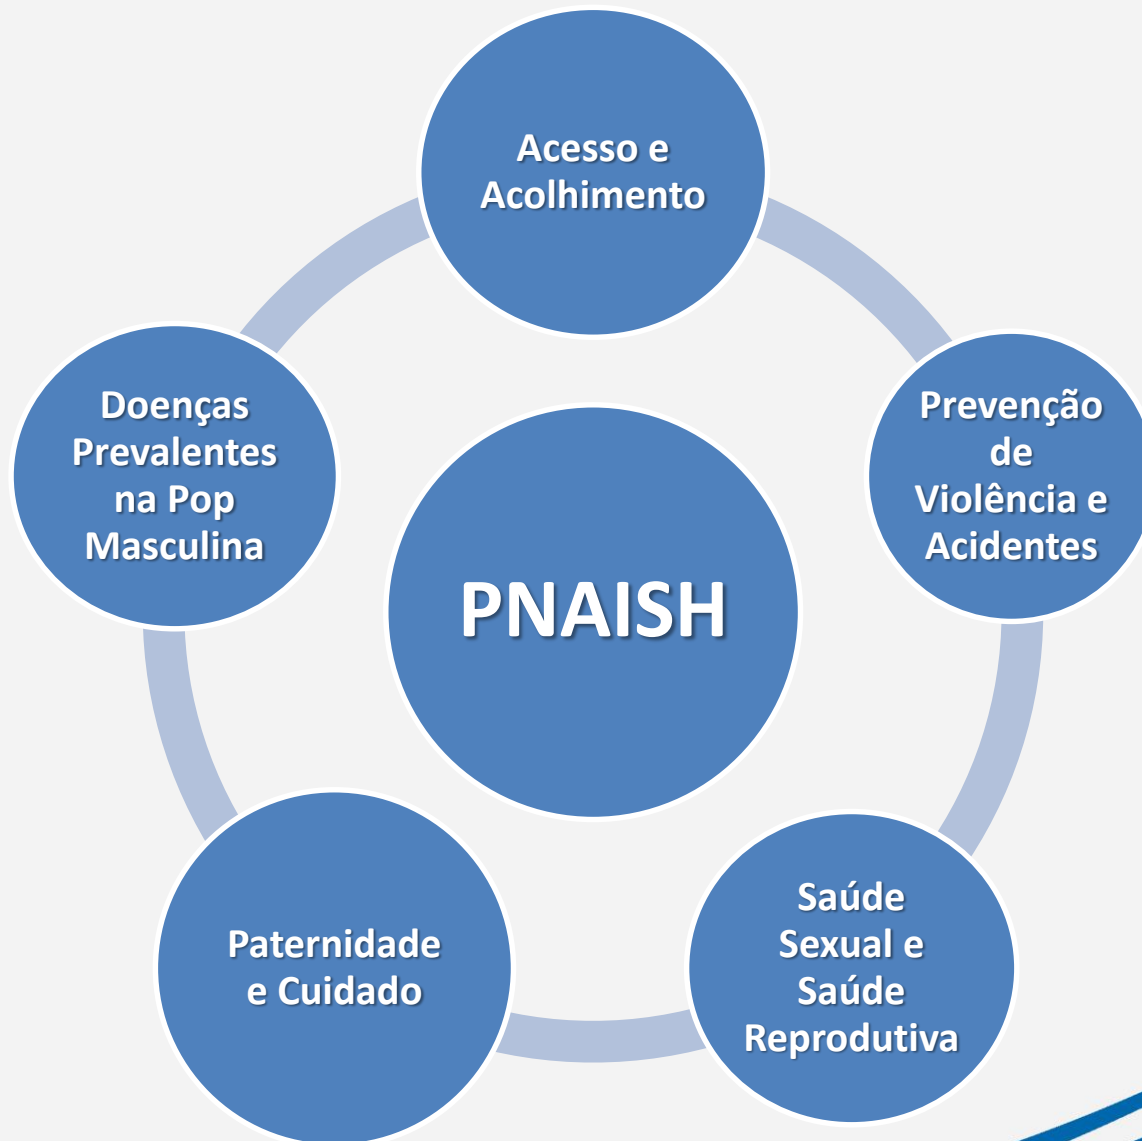 Acesso e
Acolhimento
Prevenção
de
Violência e
Acidentes
Saúde
Sexual e
Saúde
Reprodutiva
Paternidade
e Cuidado
Doenças
Prevalentes
na Pop
Masculina
PNAISH